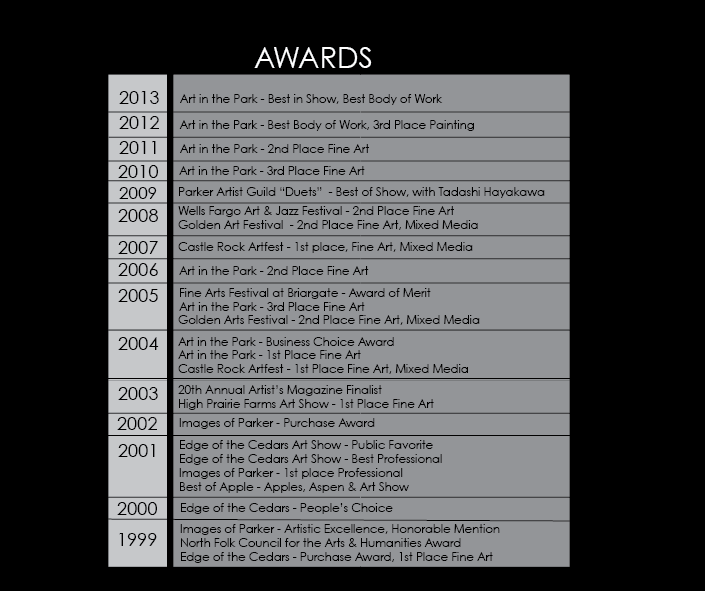 AWARDS
2013 Art in the Park - Best in Show, Best Body of Work
2012 Art in the Park - Best Body of Work, 3rd Place Painting
2011 Art in the Park - 2nd Place Fine Art
2010 Art in the Park - 3rd Place Fine Art
2009 Parker Artist Guild “Duets” - Best of Show, with Tadashi Hayakawa
2008 Wells Fargo Art & Jazz Festival - 2nd Place Fine Art
Golden Art Festival - 2nd Place Fine Art, Mixed Media
2007 Castle Rock Artfest - 1st place, Fine Art, Mixed Media
2006 Art in the Park - 2nd Place Fine Art
2005 Fine Arts Festival at Briargate - Award of Merit
Art in the Park - 3rd Place Fine Art
Golden Arts Festival - 2nd Place Fine Art, Mixed Media
2004 Art in the Park - Business Choice Award
Art in the Park - 1st Place Fine Art
Castle Rock Artfest - 1st Place Fine Art, Mixed Media
2003 20th Annual Artist’s Magazine Finalist
High Prairie Farms Art Show - 1st Place Fine Art
2002 Images of Parker - Purchase Award
2001 Edge of the Cedars Art Show - Public Favorite
Edge of the Cedars Art Show - Best Professional
Images of Parker - 1st place Professional
Best of Apple - Apples, Aspen & Art Show
2000 Edge of the Cedars - People’s Choice
1999 Images of Parker - Artistic Excellence, Honorable Mention
North Folk Council for the Arts & Humanities Award
Edge of the Cedars - Purchase Award, 1st Place Fine Art